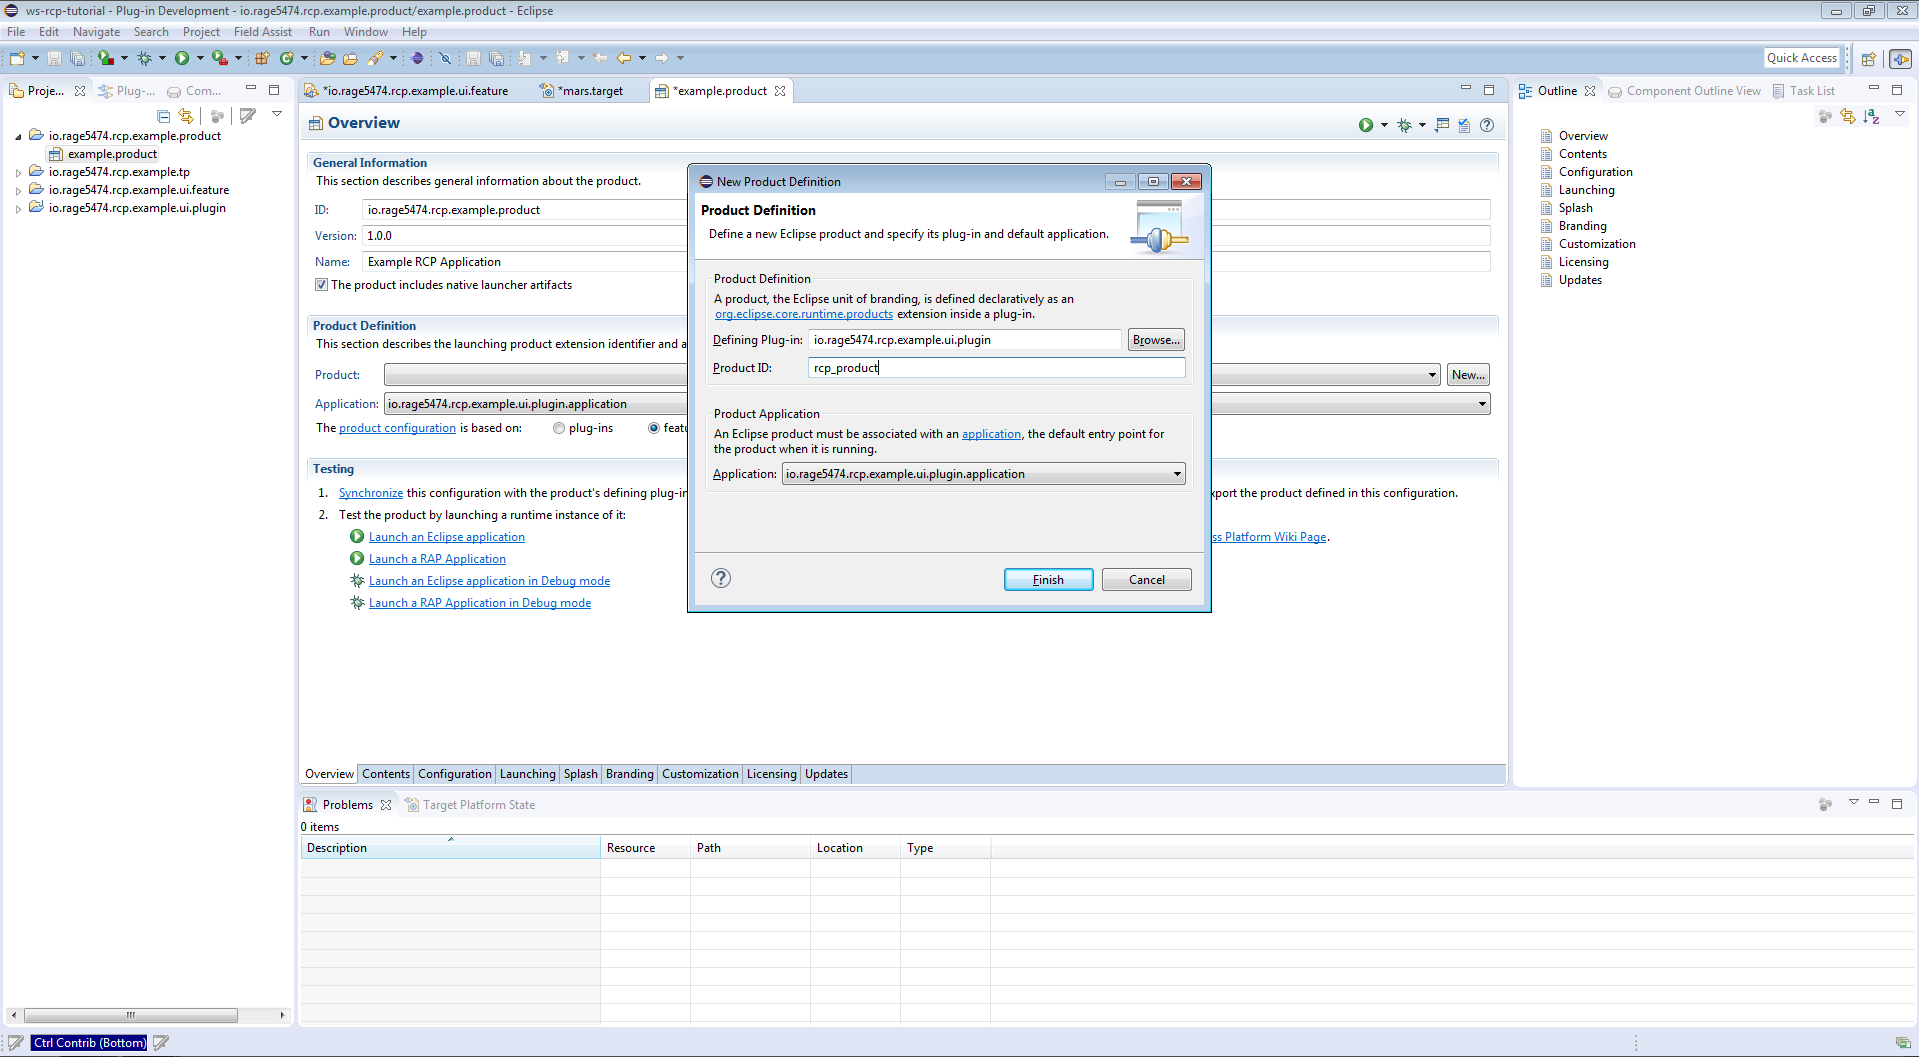 ws-rcp-tutorial - Plug-in Development - io.rage5474.rcp.example.product/example.product - Eclipse
File Edit Navigate Search Project Field Assist Run Window Help
Quick Access
Proje... Plug-... Com...
*io.rage5474.rcp.example.ui.feature *mars.target *example.product
Outline Component Outline View Task List
io.rage5474.rcp.example.product
example.product
io.rage5474.rcp.example.tp
io.rage5474.rcp.example.ui.feature
io.rage5474.rcp.example.ui.plugin
Overview
General Information
This section describes general information about the product.
ID: io.rage5474.rcp.example.product
Version: 1.0.0
Name: Example RCP Application
The product includes native launcher artifacts
Product Definition
This section describes the launching product extension identifier and a
Product: New...
Application: io.rage5474.rcp.example.ui.plugin.application
The product configuration is based on: plug-ins featu
Testing
1. Synchronize this configuration with the product's defining plug-in
2. Test the product by launching a runtime instance of it:
Launch an Eclipse application
Launch a RAP Application
Launch an Eclipse application in Debug mode
Launch a RAP Application in Debug mode
xport the product defined in this configuration.
ss Platform Wiki Page.
New Product Definition
Product Definition
Define a new Eclipse product and specify its plug-in and default application.
Product Definition
A product, the Eclipse unit of branding, is defined declaratively as an
org.eclipse.core.runtime.products extension inside a plug-in.
Defining Plug-in: io.rage5474.rcp.example.ui.plugin Browse...
Product ID: rcp_product
Product Application
An Eclipse product must be associated with an application, the default entry point for
the product when it is running.
Application: io.rage5474.rcp.example.ui.plugin.application
Finish Cancel
Overview
Contents
Configuration
Launching
Splash
Branding
Customization
Licensing
Updates
Overview Contents Configuration Launching Splash Branding Customization Licensing Updates
Problems Target Platform State
0 items
Description Resource Path Location Type
Ctrl Contrib (Bottom)